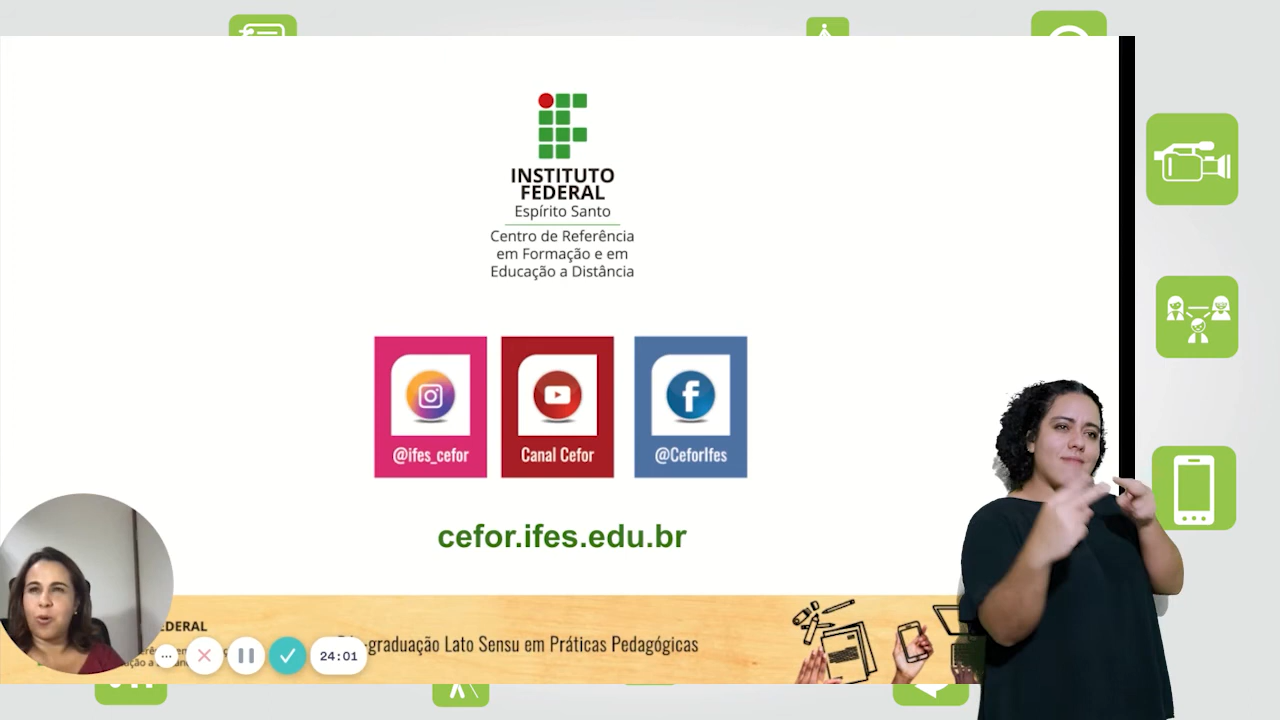 INSTITUTO
FEDERAL
Espírito Santo
Centro de Referência
em Formação e em
Educação a Distância
@ifes_cefor
Canal Cefor
@CeforIfes
cefor.ifes.edu.br
EDERAL
-graduação Lato Sensu em Práticas Pedagógicas
24:01